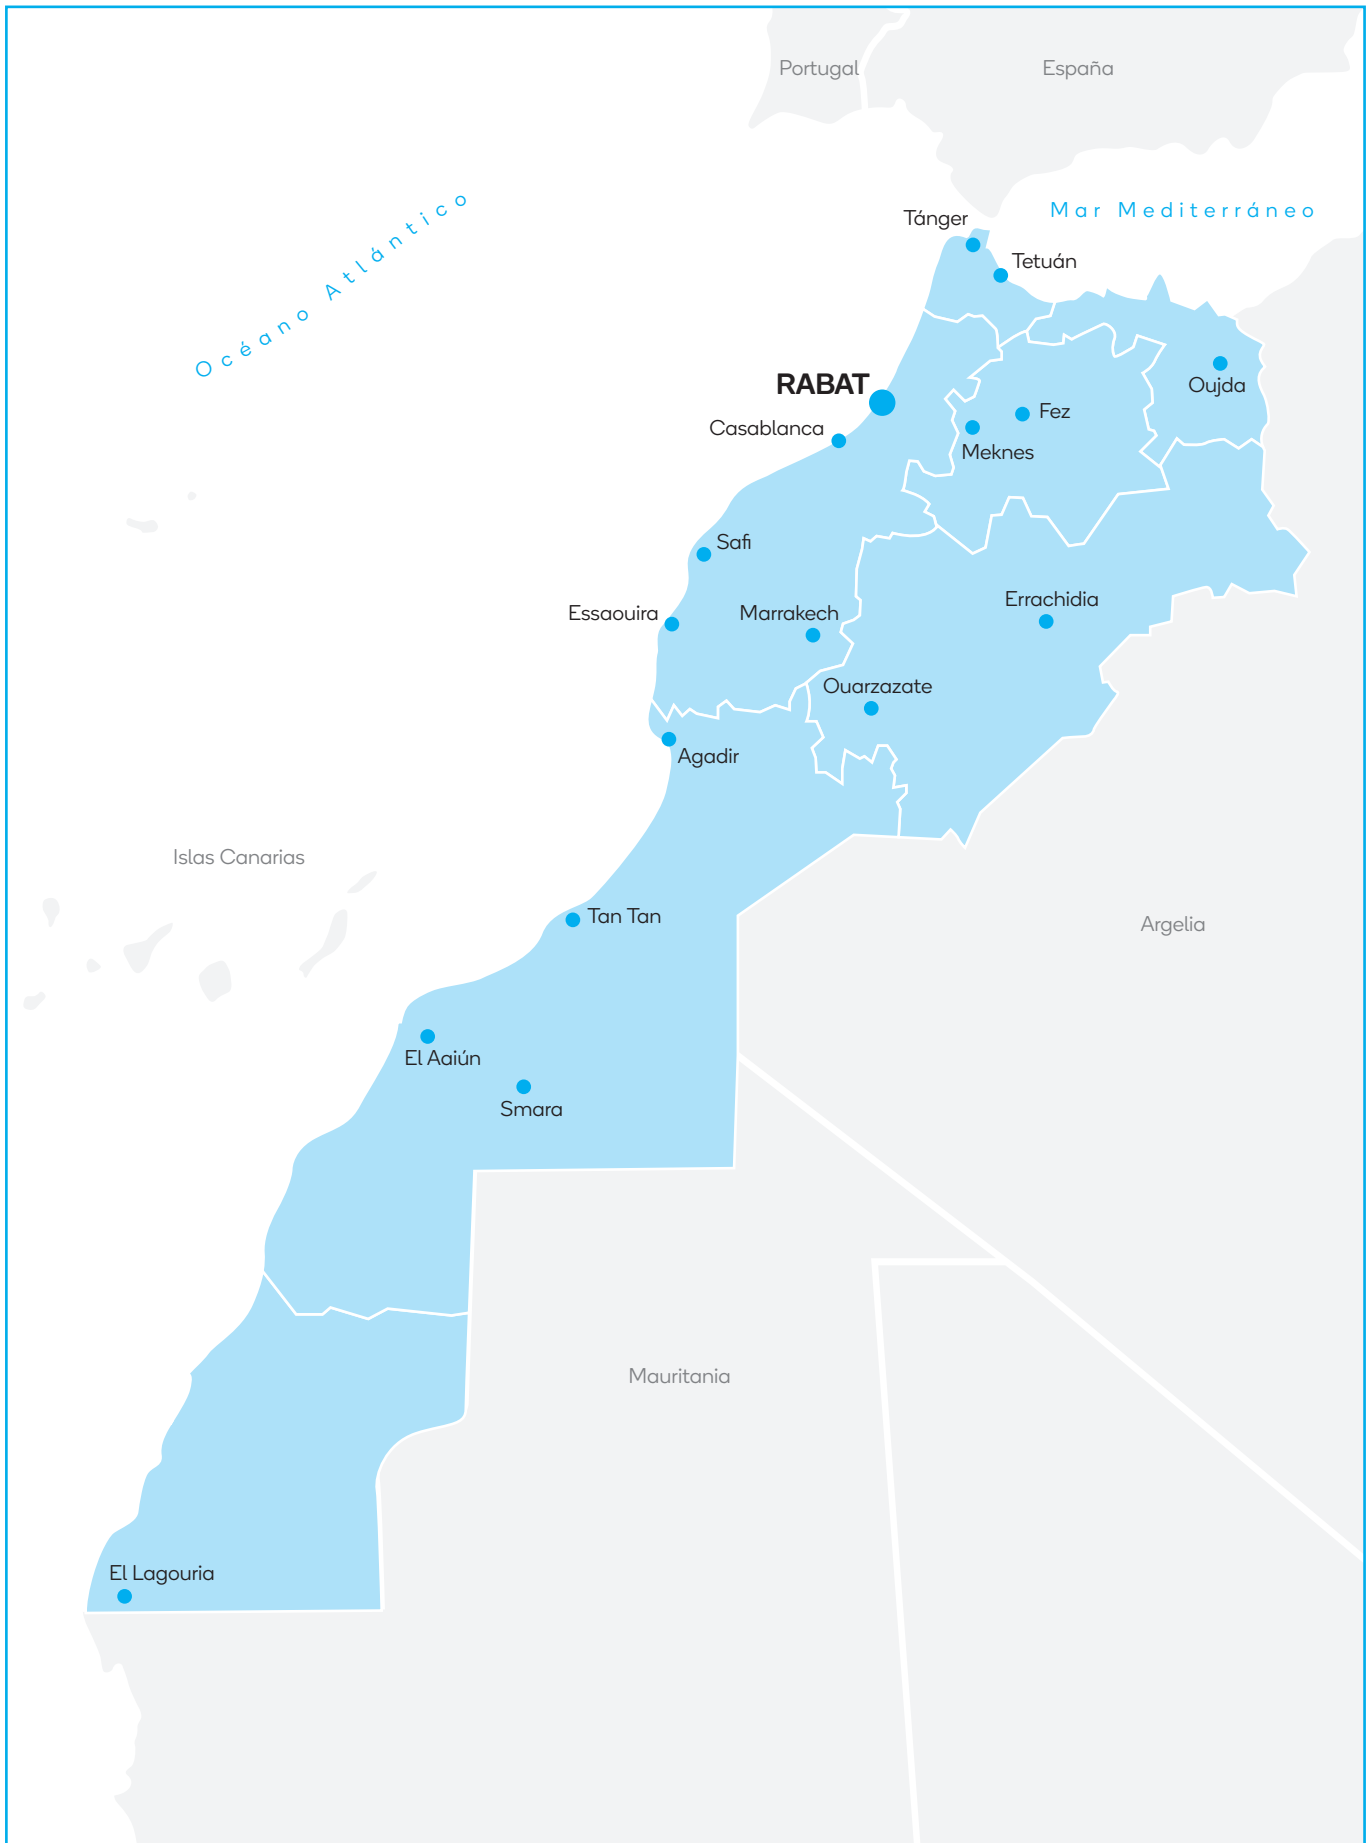 Portugal
España
Océano Atlántico
Mar Mediterráneo
Tánger
Tetuán
RABAT
Oujda
Casablanca
Fez
Meknes
Safi
Essaouira
Marrakech
Errachidia
Ouarzazate
Agadir
Islas Canarias
Tan Tan
Argelia
El Aaiún
Smara
Mauritania
El Lagouria